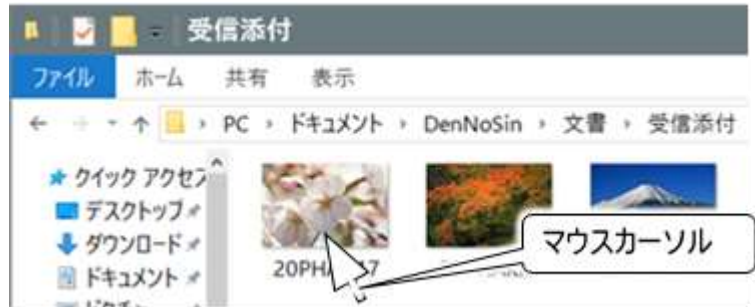 受信添付
ファイル ホーム 共有 表示
PC › ドキュメント › DenNoSin › 文書 › 受信添付
クイック アクセス
デスクトップ
ダウンロード
ドキュメント
マウスカーソル